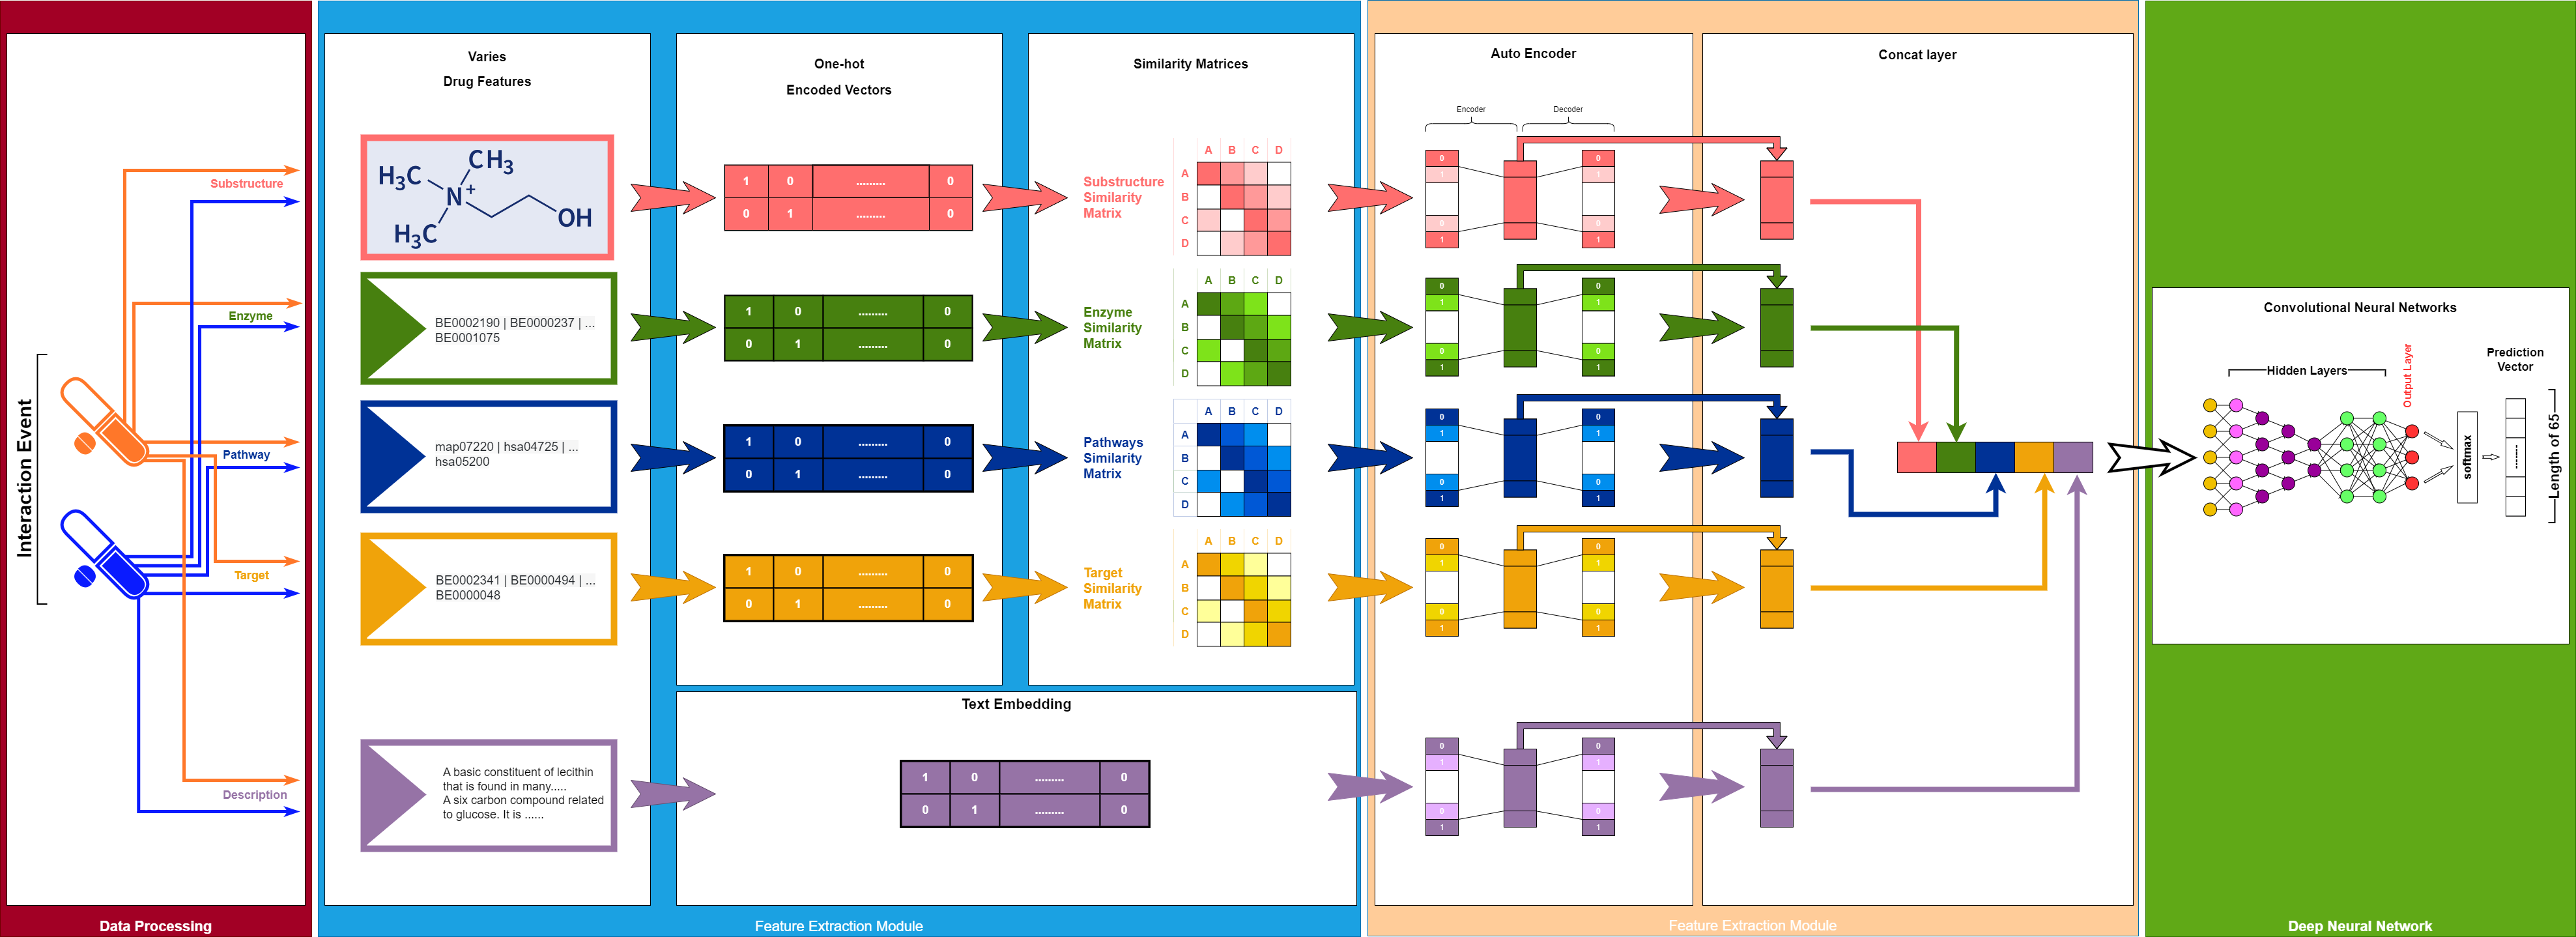 Interaction Event
Substructure
Enzyme
Pathway
Target
Description
Data Processing
Varies
Drug Features
H₃C
CH₃
N⁺
OH
H₃C
BE0002190 | BE0000237 | ...
BE0001075
map07220 | hsa04725 | ...
hsa05200
BE0002341 | BE0000494 | ...
BE0000048
A basic constituent of lecithin
that is found in many.....
A six carbon compound related
to glucose. It is ......
One-hot
Encoded Vectors
1 0 ......... 0
0 1 ......... 0
1 0 ......... 0
0 1 ......... 0
1 0 ......... 0
0 1 ......... 0
1 0 ......... 0
0 1 ......... 0
Similarity Matrices
Substructure
Similarity
Matrix
A B C D
A
B
C
D
Enzyme
Similarity
Matrix
A B C D
A
B
C
D
Pathways
Similarity
Matrix
A B C D
A
B
C
D
Target
Similarity
Matrix
A B C D
A
B
C
D
Text Embedding
1 0 ......... 0
0 1 ......... 0
Feature Extraction Module
Auto Encoder
Encoder
Decoder
0 0
1 1
0 0
1 1
0 0
1 1
0 0
1 1
0 0
1 1
0 0
1 1
0 0
1 1
0 0
1 1
0 0
1 1
0 0
1 1
Concat layer
Feature Extraction Module
Convolutional Neural Networks
Hidden Layers
Output Layer
softmax
Prediction
Vector
........
Length of 65
Deep Neural Network